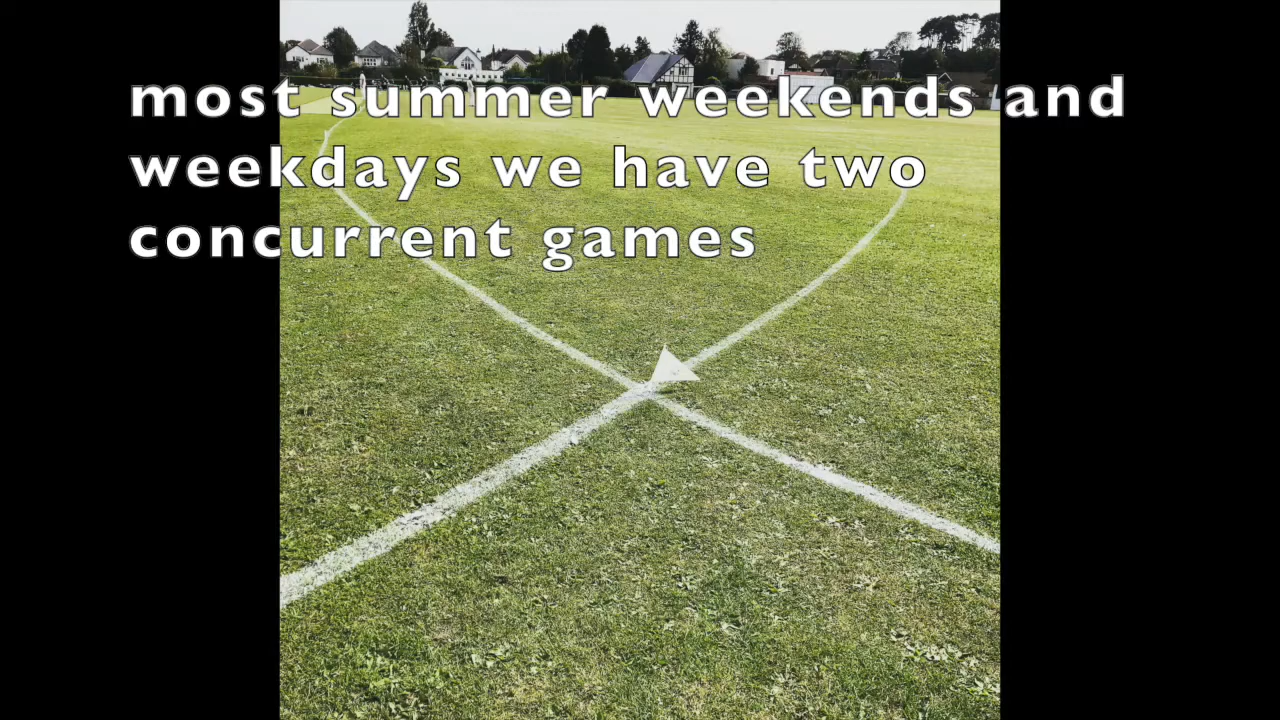 most summer weekends and
weekdays we have two
concurrent games